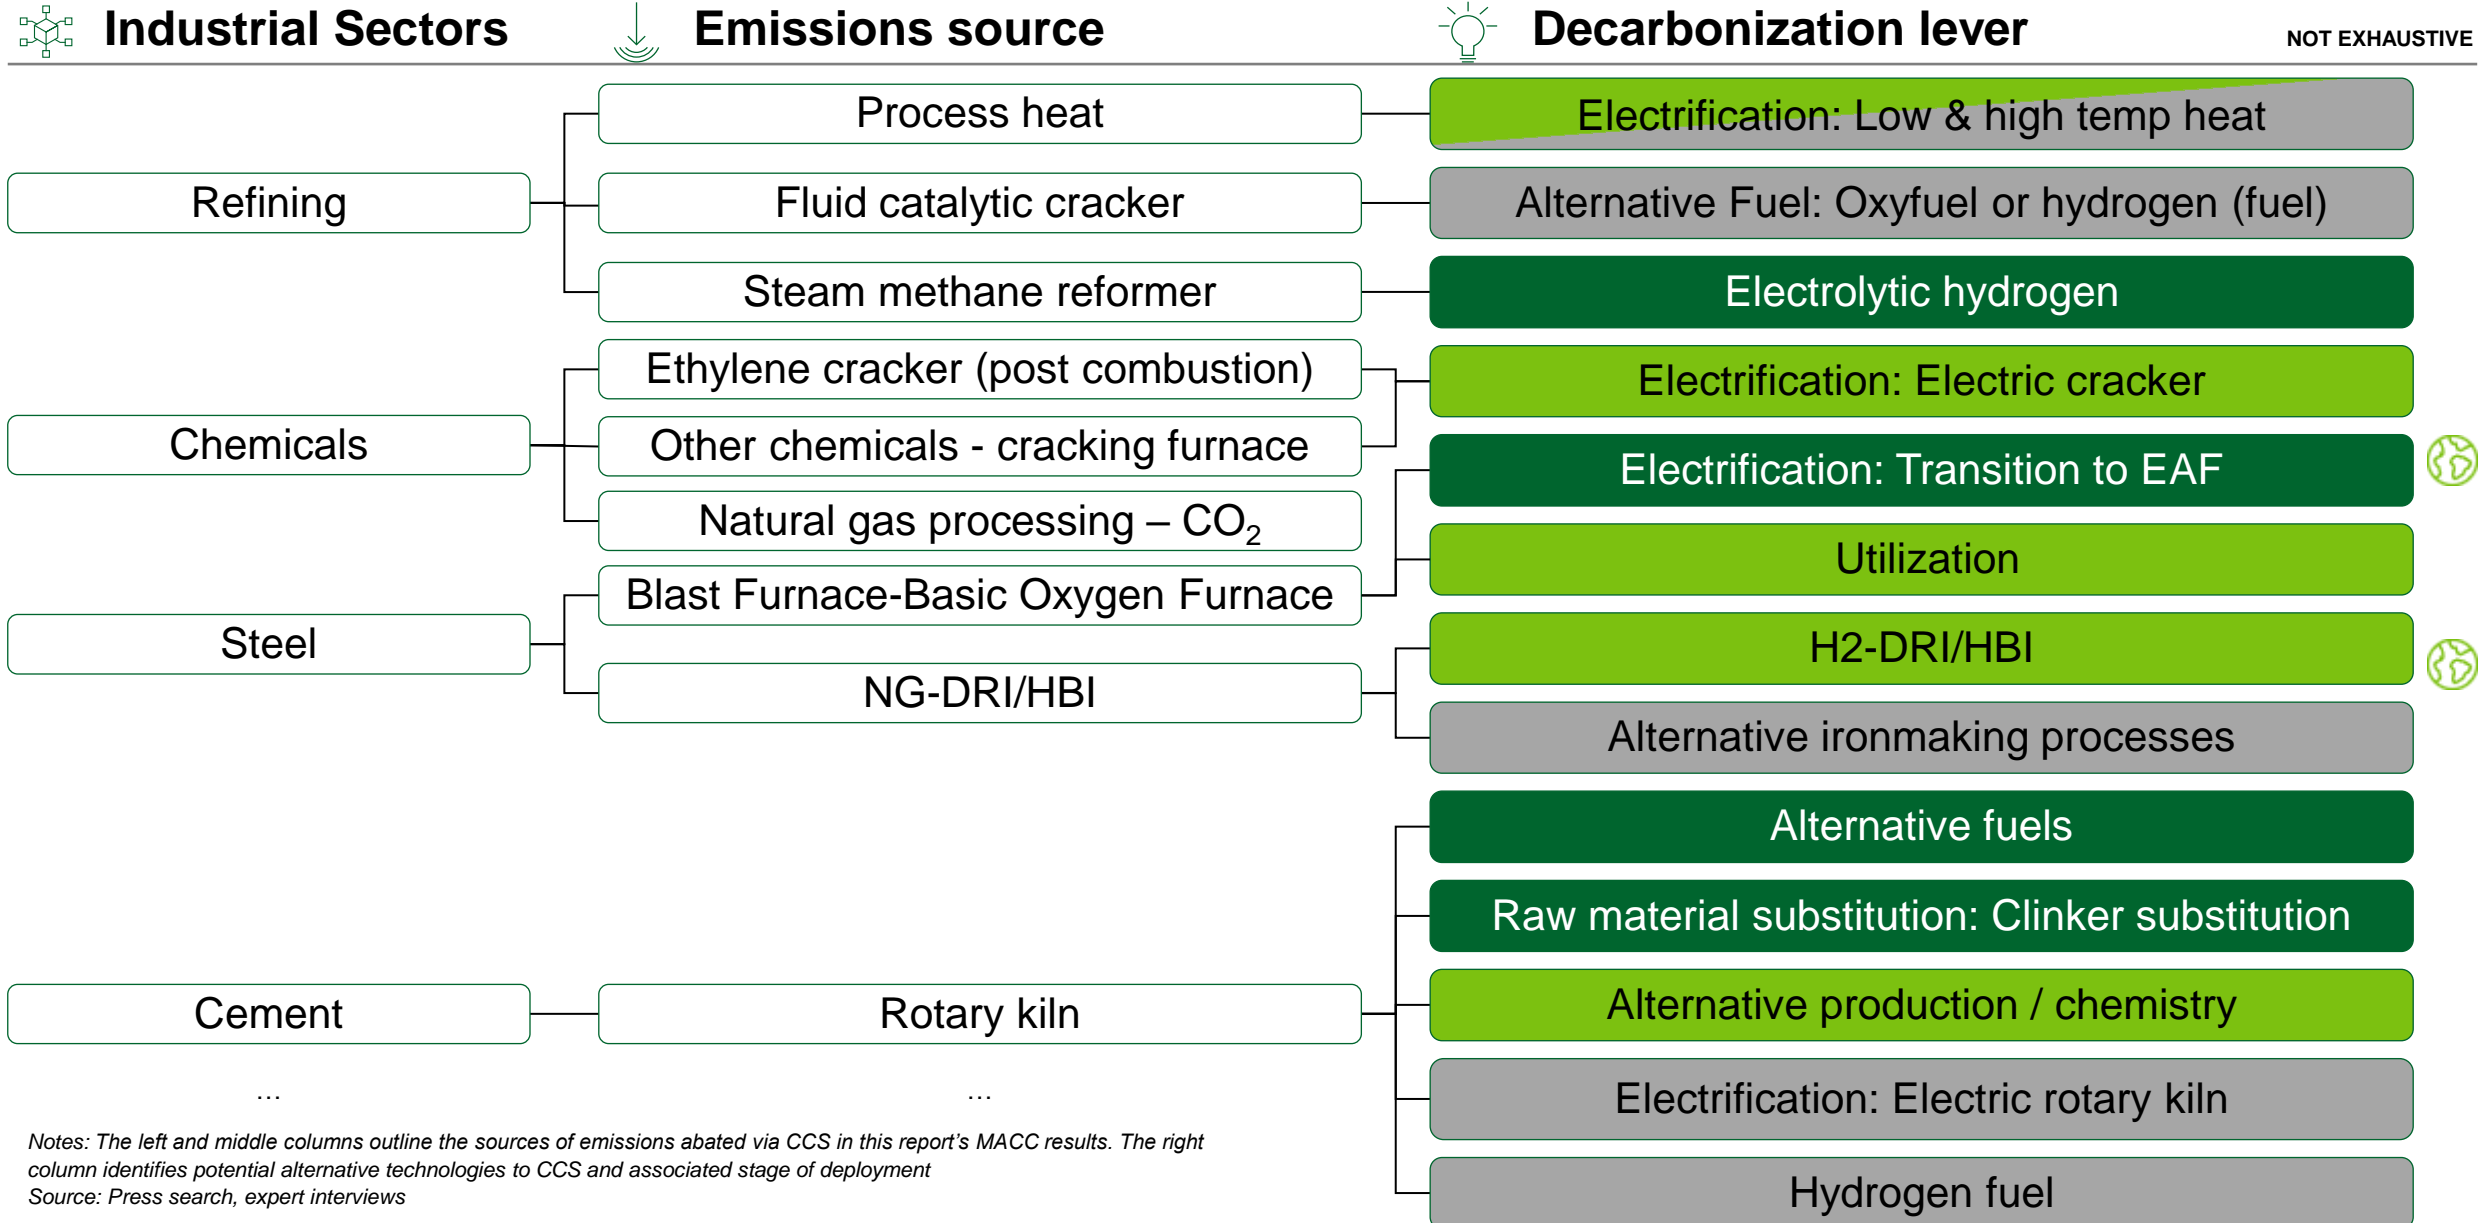 Industrial Sectors
Emissions source
Decarbonization lever
NOT EXHAUSTIVE
Refining
Process heat
Fluid catalytic cracker
Steam methane reformer
Electrification: Low & high temp heat
Alternative Fuel: Oxyfuel or hydrogen (fuel)
Electrolytic hydrogen
Chemicals
Ethylene cracker (post combustion)
Other chemicals - cracking furnace
Natural gas processing – CO₂
Electrification: Electric cracker
Steel
Blast Furnace-Basic Oxygen Furnace
NG-DRI/HBI
Electrification: Transition to EAF
Utilization
H2-DRI/HBI
Alternative ironmaking processes
Cement
Rotary kiln
Alternative fuels
Raw material substitution: Clinker substitution
Alternative production / chemistry
Electrification: Electric rotary kiln
Hydrogen fuel
…
…
Notes: The left and middle columns outline the sources of emissions abated via CCS in this report’s MACC results. The right
column identifies potential alternative technologies to CCS and associated stage of deployment
Source: Press search, expert interviews